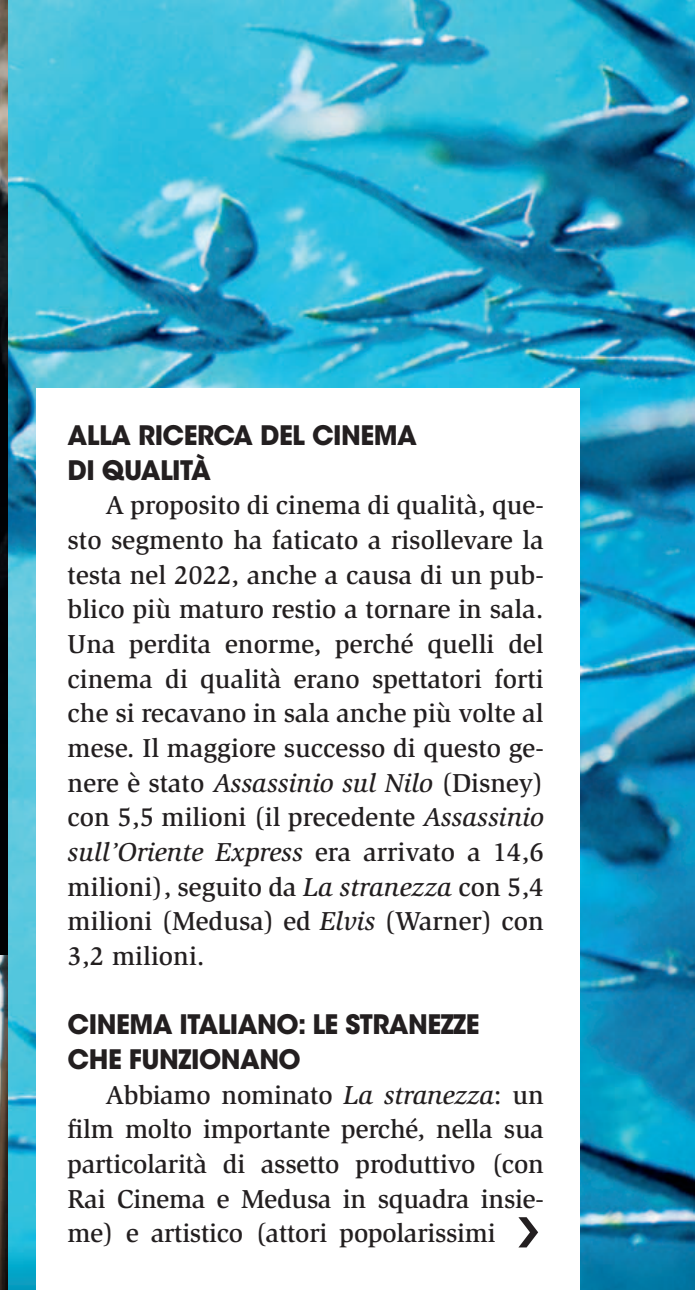 ALLA RICERCA DEL CINEMA
DI QUALITÀ
A proposito di cinema di qualità, que-
sto segmento ha faticato a risollevare la
testa nel 2022, anche a causa di un pub-
blico più maturo restio a tornare in sala.
Una perdita enorme, perché quelli del
cinema di qualità erano spettatori forti
che si recavano in sala anche più volte al
mese. Il maggiore successo di questo ge-
nere è stato Assassinio sul Nilo (Disney)
con 5,5 milioni (il precedente Assassinio
sull'Oriente Express era arrivato a 14,6
milioni), seguito da La stranezza con 5,4
milioni (Medusa) ed Elvis (Warner) con
3,2 milioni.
CINEMA ITALIANO: LE STRANEZZE
CHE FUNZIONANO
Abbiamo nominato La stranezza: un
film molto importante perché, nella sua
particolarità di assetto produttivo (con
Rai Cinema e Medusa in squadra insie-
me) e artistico (attori popolarissimi ❯